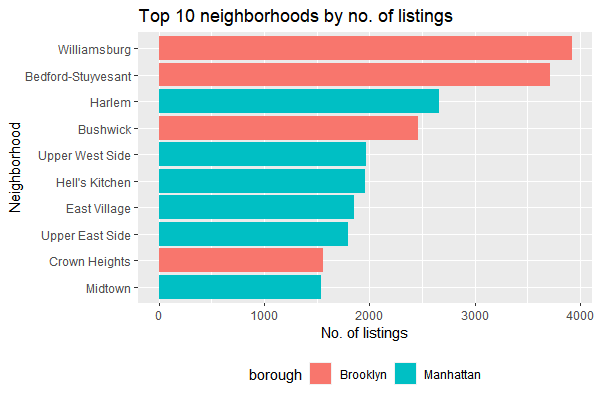 Top 10 neighborhoods by no. of listings
Neighborhood
Williamsburg
Bedford-Stuyvesant
Harlem
Bushwick
Upper West Side
Hell's Kitchen
East Village
Upper East Side
Crown Heights
Midtown
0 1000 2000 3000 4000
No. of listings
borough Brooklyn Manhattan